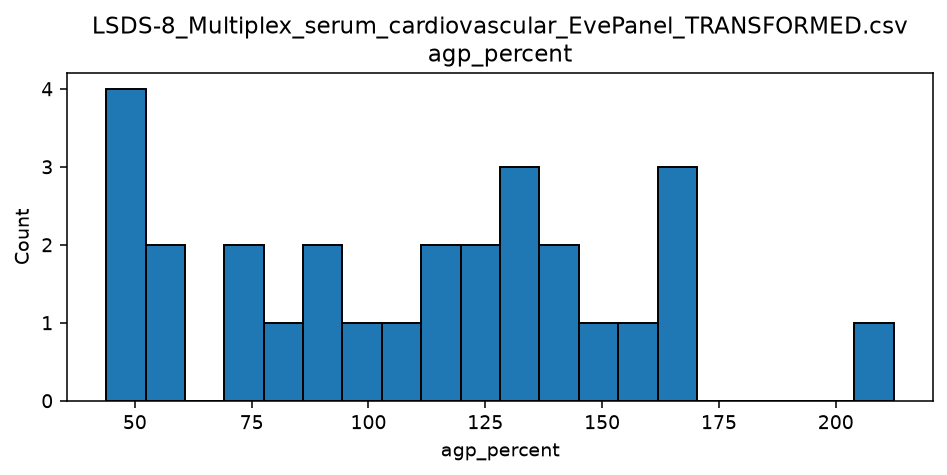 LSDS-8_Multiplex_serum_cardiovascular_EvePanel_TRANSFORMED.csv
agp_percent
4
3
2
1
0
Count
50 75 100 125 150 175 200
agp_percent